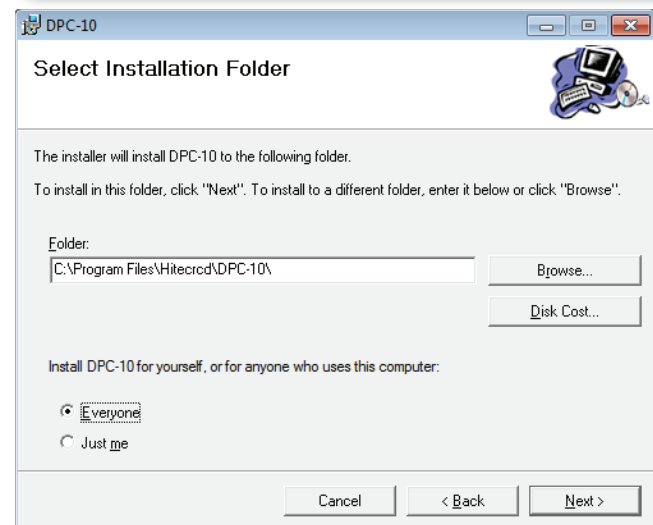 DPC-10
Select Installation Folder
The installer will install DPC-10 to the following folder.
To install in this folder, click "Next". To install to a different folder, enter it below or click "Browse".
Folder:
C:\Program Files\Hitecrcd\DPC-10\
Browse...
Disk Cost...
Install DPC-10 for yourself, or for anyone who uses this computer:
Everyone
Just me
Cancel
< Back
Next >